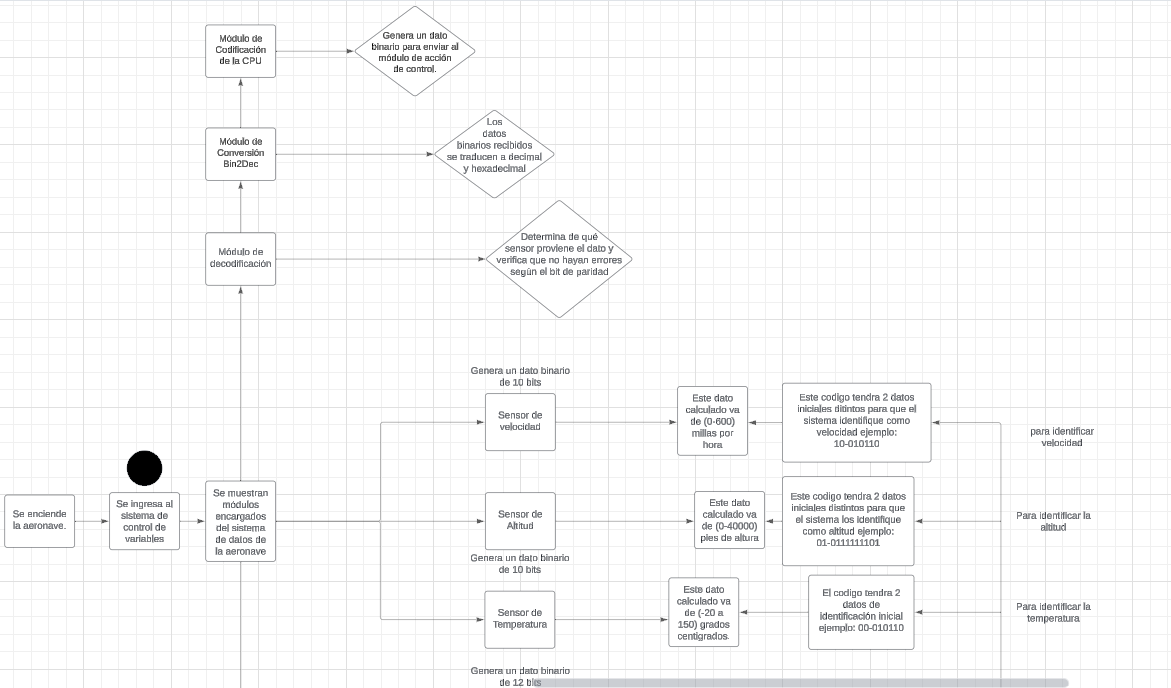 Módulo de
Codificación
de la CPU
Genera un dato
binario para enviar al
módulo de acción
de control.
Módulo de
Conversión
Bin2Dec
Los
datos
binarios recibidos
se traducen a decimal
y hexadecimal
Módulo de
decodificación
Determina de qué
sensor proviene el dato y
verifica que no hayan errores
según el bit de paridad
Genera un dato binario
de 10 bits
Sensor de
velocidad
Este dato
calculado va
de (0-600)
millas por
hora
Este codigo tendra 2 datos
iniciales ditintos para que el
sistema identifique como
velocidad ejemplo:
10-010110
para identificar
velocidad
Se enciende
la aeronave.
Se ingresa al
sistema de
control de
variables
Se muestran
módulos
encargados
del sistema
de datos de
la aeronave
Sensor de
Altitud
Genera un dato binario
de 10 bits
Este dato
calculado va
de (0-40000)
pies de altura
Este codigo tendra 2 datos
iniciales distintos para que
el sistema los identifique
como altitud ejemplo:
01-0111111101
Para identificar la
altitud
Sensor de
Temperatura
Este dato
calculado va
de (-20 a
150) grados
centigrados.
El codigo tendra 2
datos de
identificación inicial
ejemplo: 00-010110
Para identificar la
temperatura
Genera un dato binario
de 12 bits